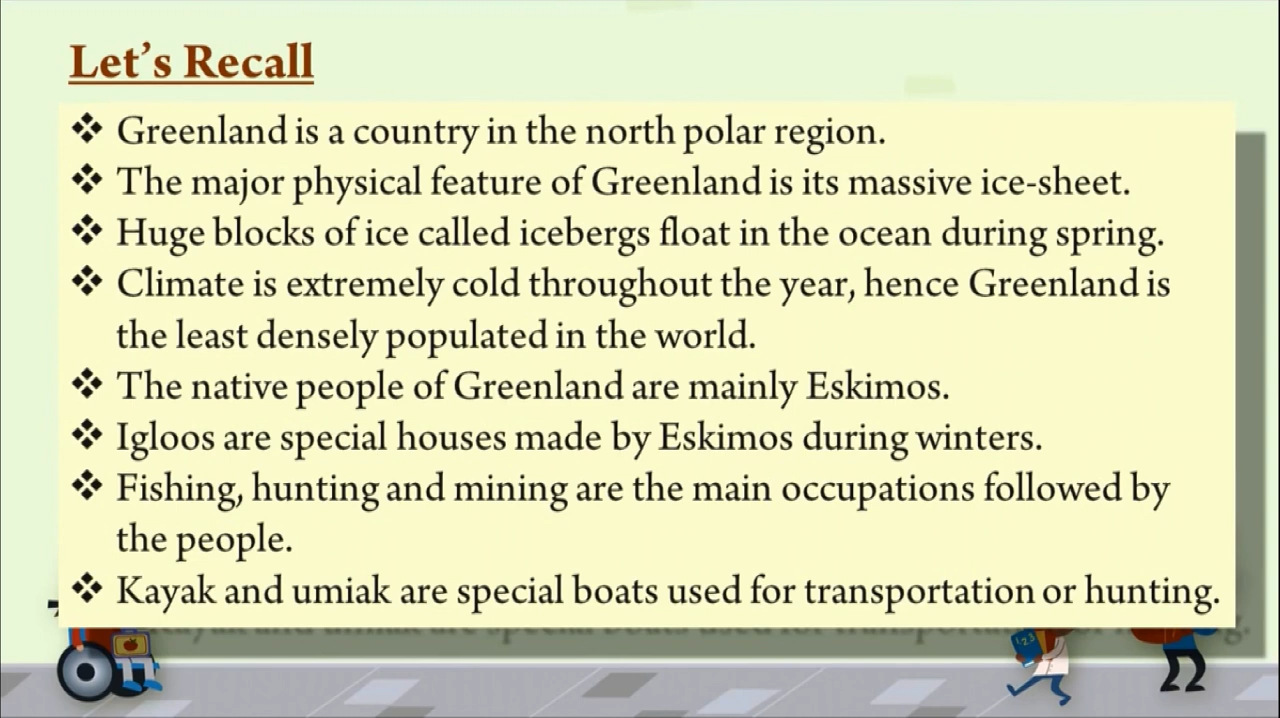 Let's Recall
❖ Greenland is a country in the north polar region.
❖ The major physical feature of Greenland is its massive ice-sheet.
❖ Huge blocks of ice called icebergs float in the ocean during spring.
❖ Climate is extremely cold throughout the year, hence Greenland is
the least densely populated in the world.
❖ The native people of Greenland are mainly Eskimos.
❖ Igloos are special houses made by Eskimos during winters.
❖ Fishing, hunting and mining are the main occupations followed by
the people.
❖ Kayak and umiak are special boats used for transportation or hunting.
1 2 3